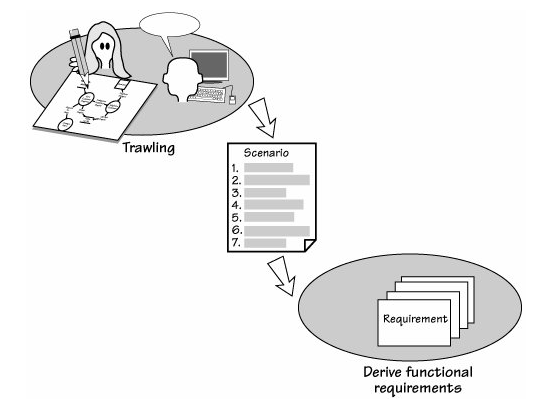 Trawling
Scenario
1.
2.
3.
4.
5.
6.
7.
Requirement
Derive functional
requirements